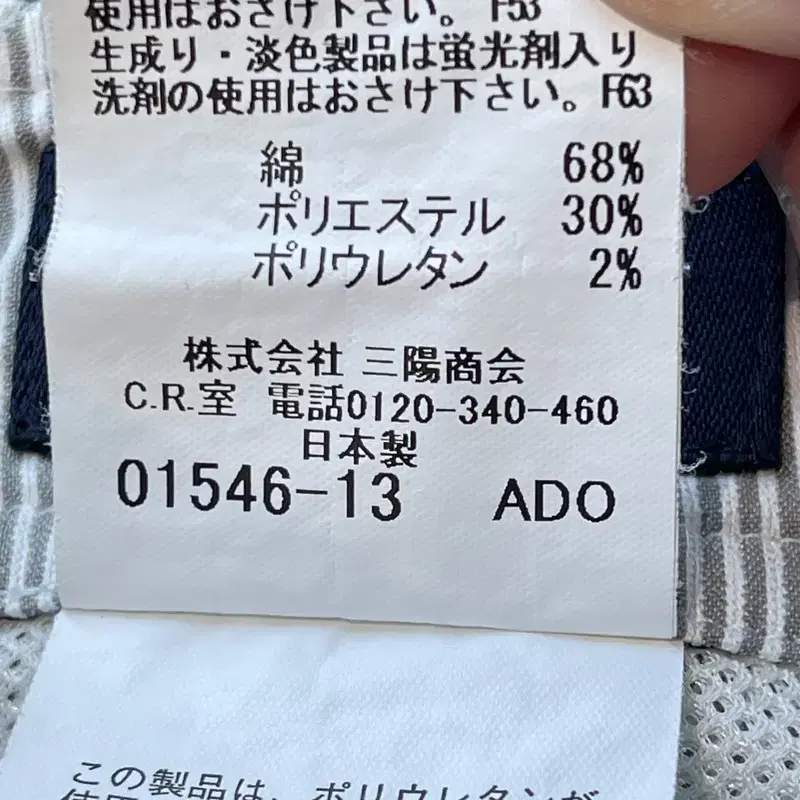 使用はおさけ下さい。 F53
生成り・淡色製品は蛍光剤入り
洗剤の使用はおさけ下さい。F63
綿 68%
ポリエステル 30%
ポリウレタン 2%
株式会社 三陽商会
C.R.室 電話0120-340-460
日本製
01546-13 ADO
この製品は、ポリウレタンが
使用